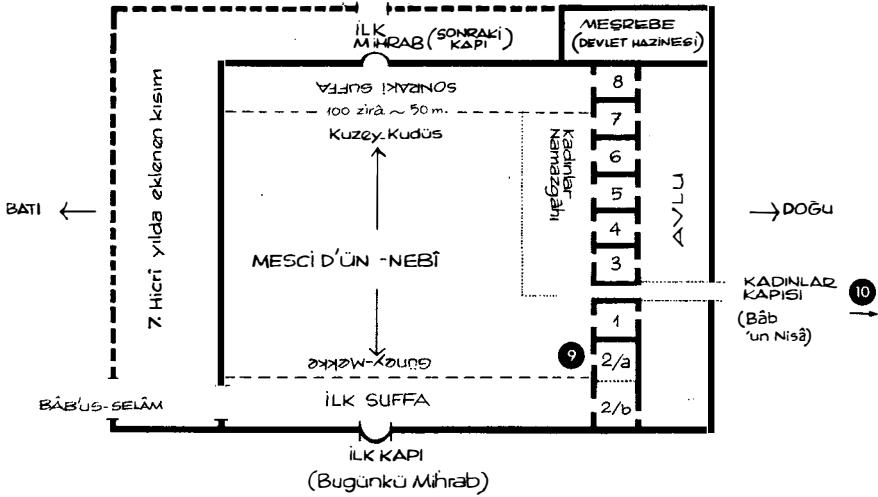 İLK
MİHRAB (SONRAKİ
KAPI)
MEŞREBE
(DEVLET HAZİNESİ)
SONRAKİ SUFFA
100 zirâ ~ 50 m.
Kuzey-Kudüs
Kadınlar
Namazgâhı
8
7
6
5
4
3
1
2/a
2/b
9
AVLU
7. Hicrî yılda eklenen kısım
BATI
DOĞU
MESCİD'ÜN-NEBÎ
KADINLAR
KAPISI
10
(Bâb
'un Nisâ)
Güney-Mekke
İLK SUFFA
BÂB'US-SELÂM
İLK KAPI
(Bugünkü Mihrab)